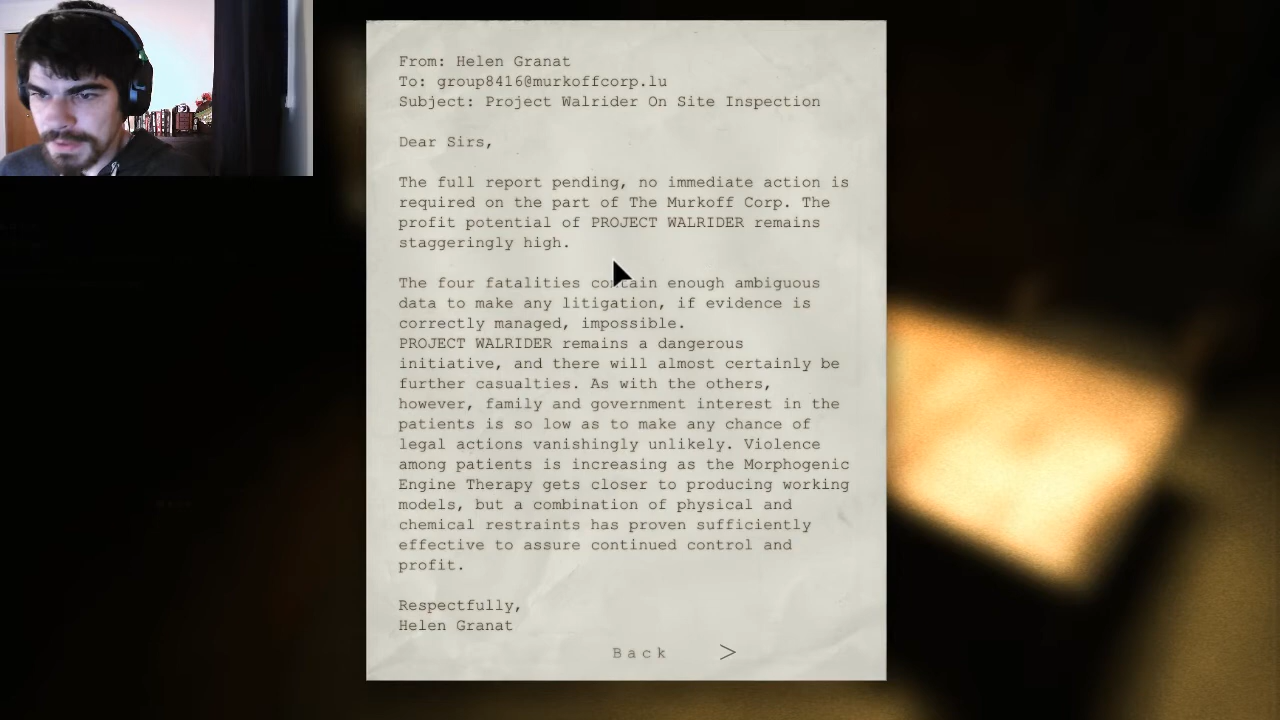 From: Helen Granat
To: group8416@murkoffcorp.lu
Subject: Project Walrider On Site Inspection
Dear Sirs,
The full report pending, no immediate action is
required on the part of The Murkoff Corp. The
profit potential of PROJECT WALRIDER remains
staggeringly high.
The four fatalities contain enough ambiguous
data to make any litigation, if evidence is
correctly managed, impossible.
PROJECT WALRIDER remains a dangerous
initiative, and there will almost certainly be
further casualties. As with the others,
however, family and government interest in the
patients is so low as to make any chance of
legal actions vanishingly unlikely. Violence
among patients is increasing as the Morphogenic
Engine Therapy gets closer to producing working
models, but a combination of physical and
chemical restraints has proven sufficiently
effective to assure continued control and
profit.
Respectfully,
Helen Granat
Back >